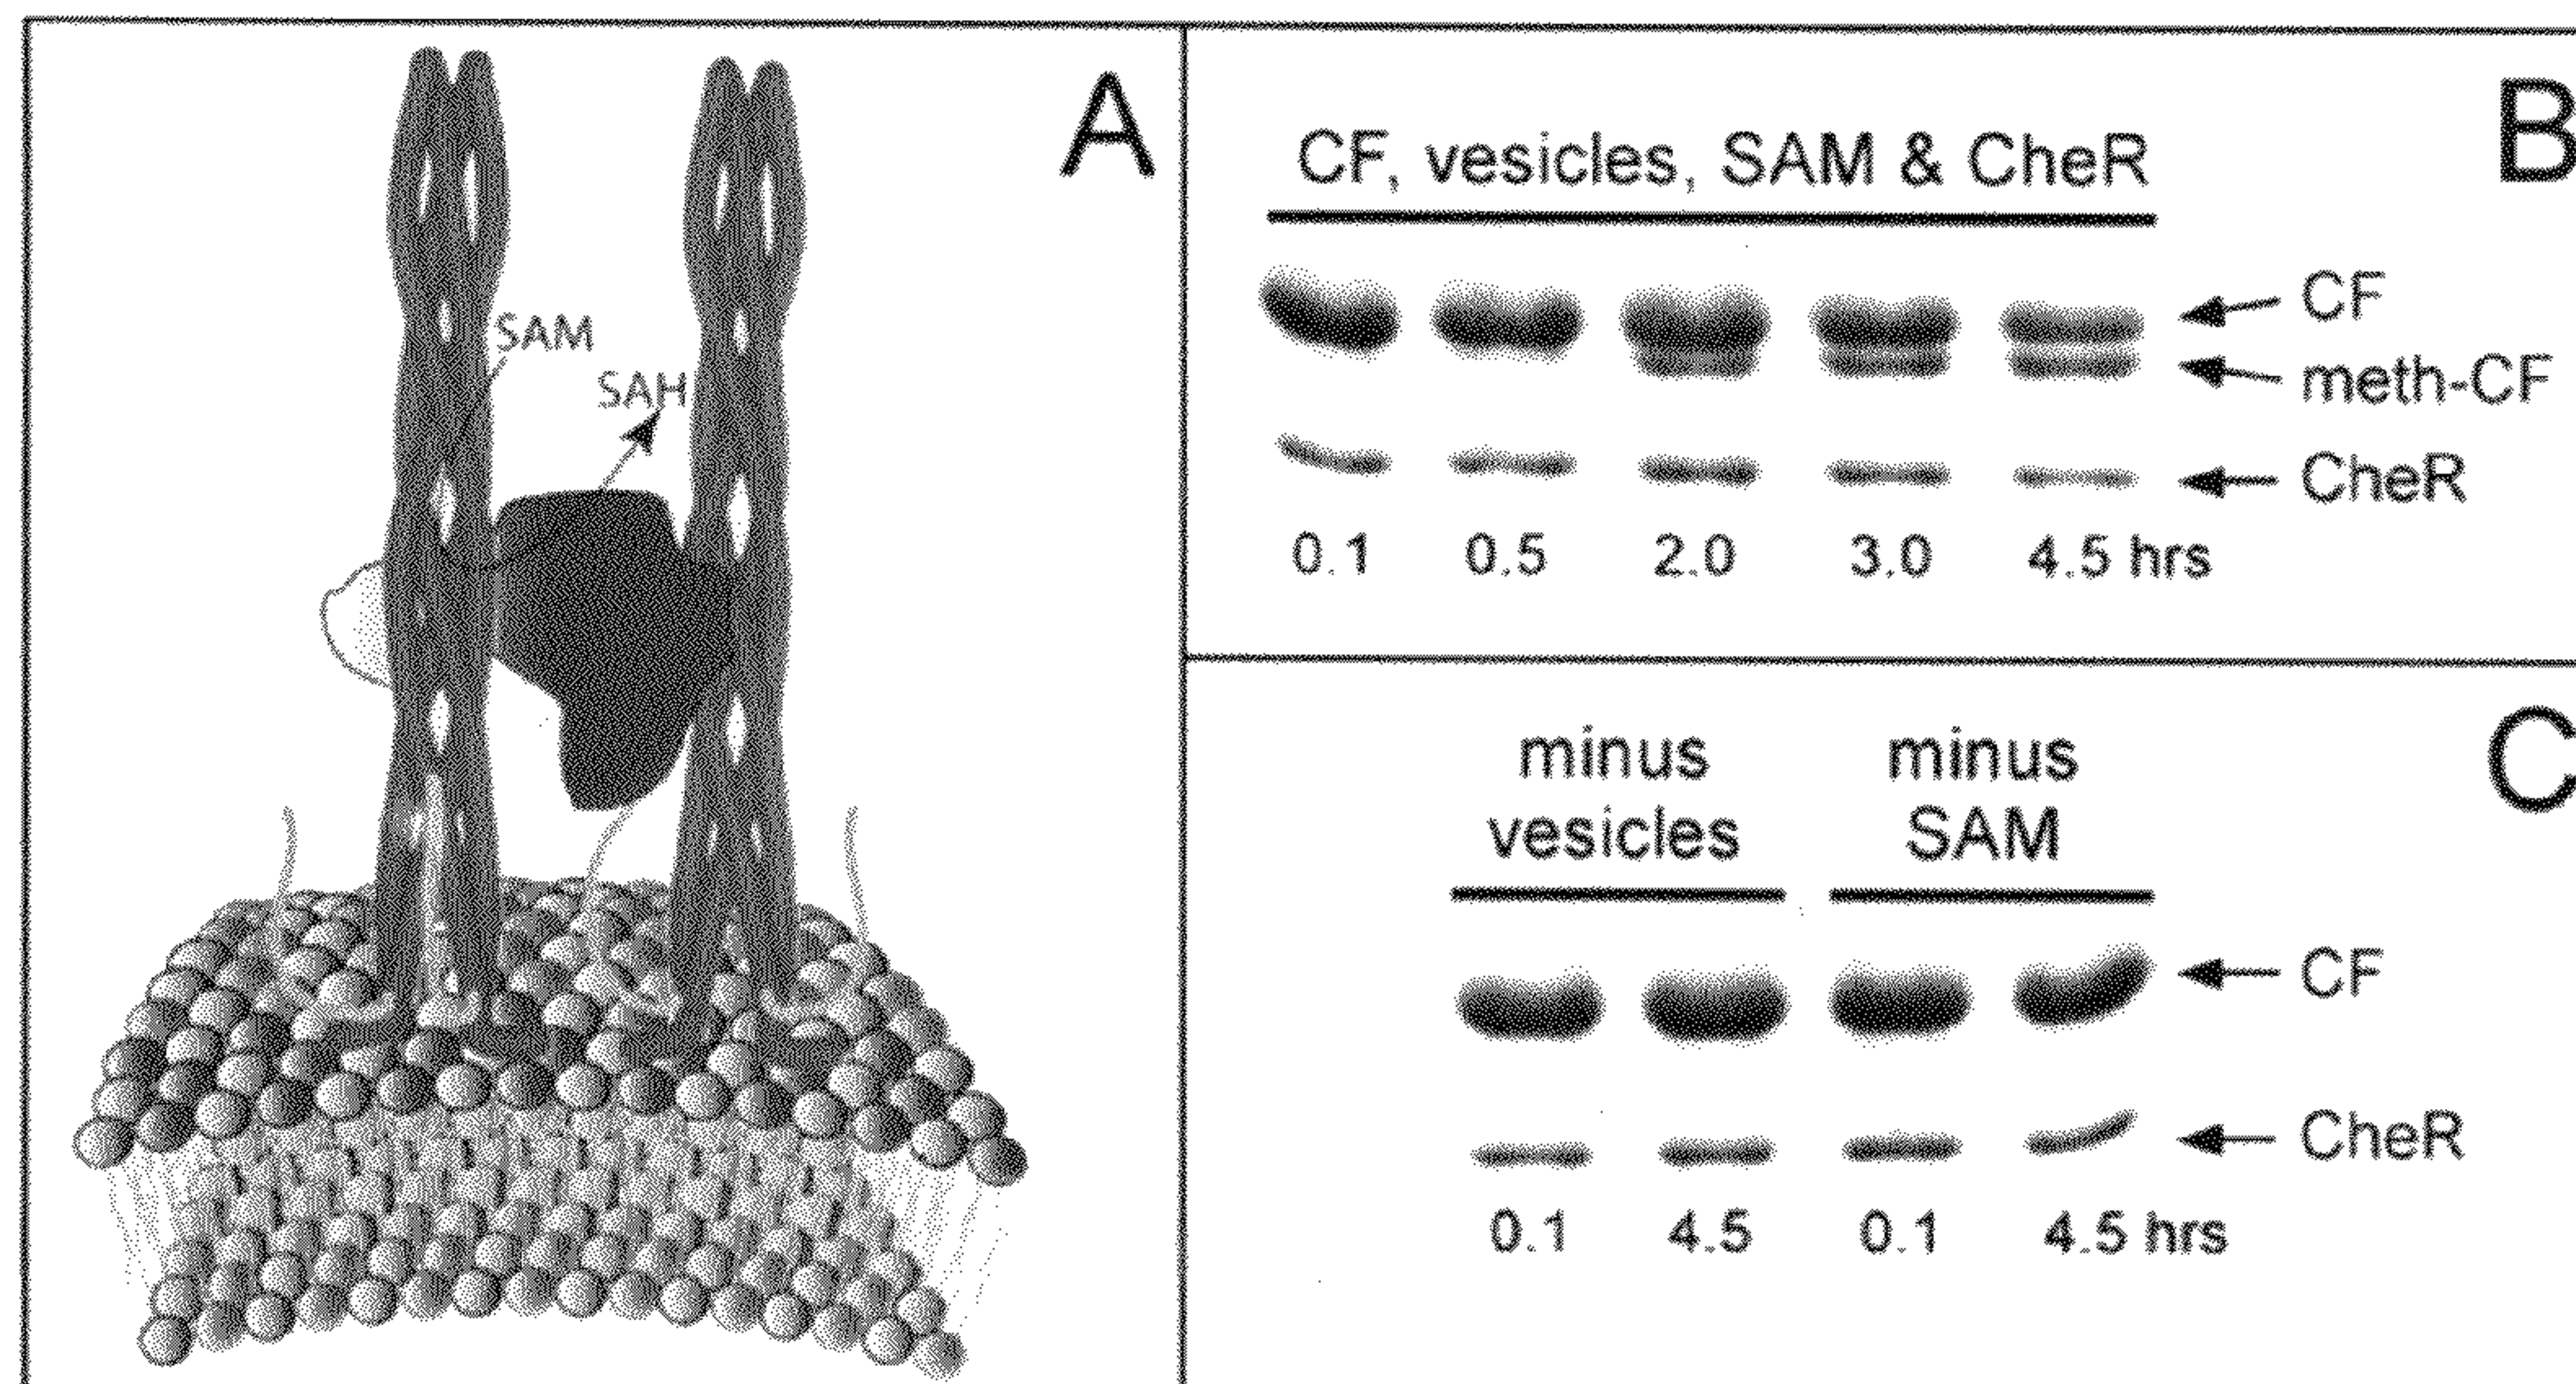 A
SAM
SAH
B
CF, vesicles, SAM & CheR
CF
meth-CF
CheR
0.1 0.5 2.0 3.0 4.5 hrs
C
minus minus
vesicles SAM
CF
CheR
0.1 4.5 0.1 4.5 hrs